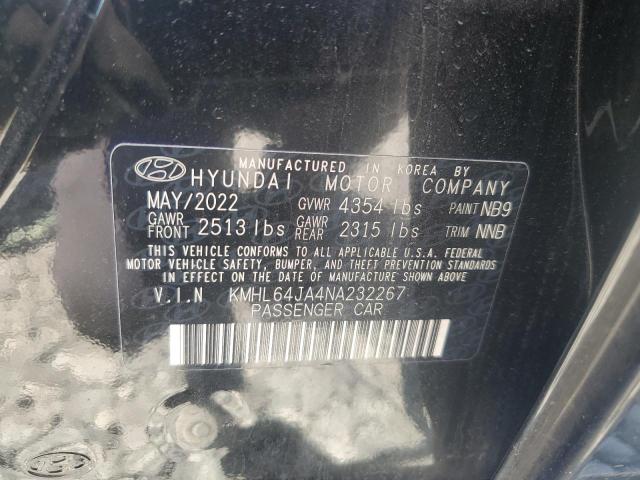 MANUFACTURED IN KOREA BY
HYUNDAI MOTOR COMPANY
MAY/2022 GVWR 4354 lbs PAINT NB9
GAWR FRONT 2513 lbs GAWR REAR 2315 lbs TRIM NNB
THIS VEHICLE CONFORMS TO ALL APPLICABLE U.S.A. FEDERAL
MOTOR VEHICLE SAFETY, BUMPER, AND THEFT PREVENTION STANDARDS
IN EFFECT ON THE DATE OF MANUFACTURE SHOWN ABOVE.
V.I.N KMHL64JA4NA232267
PASSENGER CAR